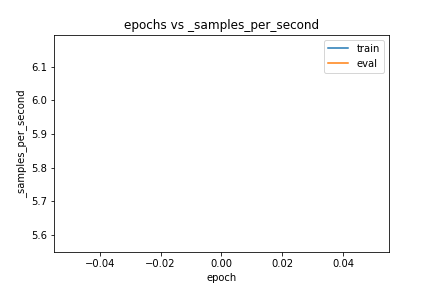 epochs vs _samples_per_second
train
eval
6.1
6.0
5.9
5.8
5.7
5.6
_samples_per_second
−0.04 −0.02 0.00 0.02 0.04
epoch